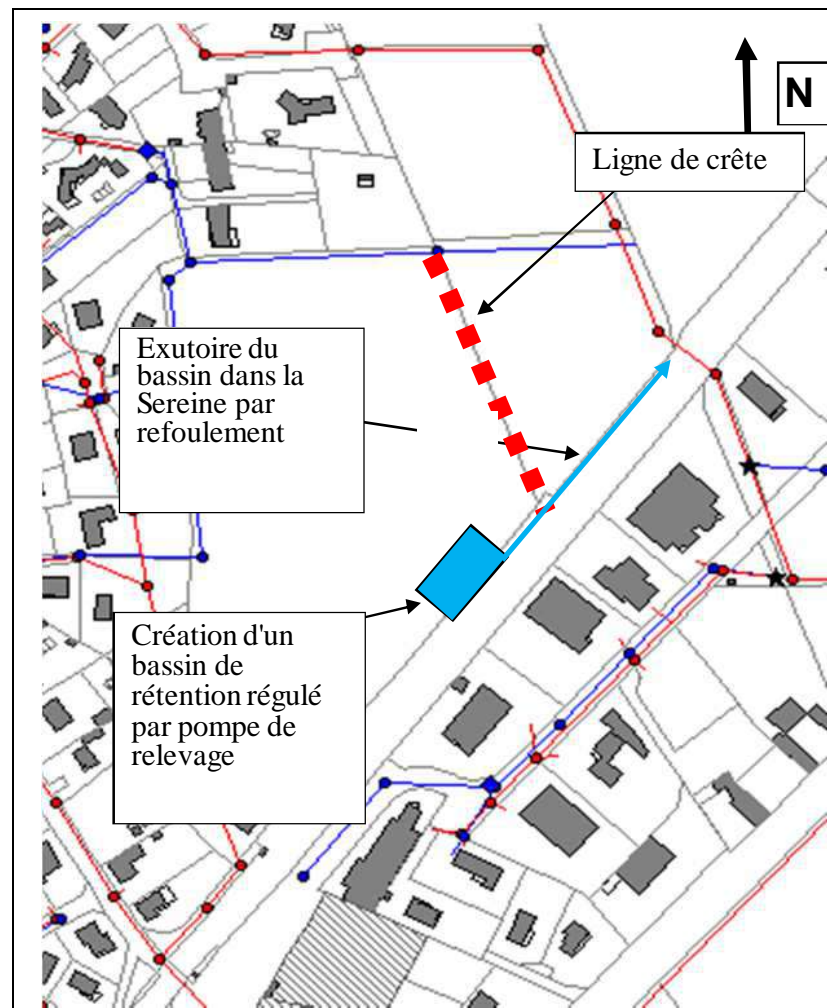 N
Ligne de crête
Exutoire du
bassin dans la
Sereine par
refoulement
Création d'un
bassin de
rétention régulé
par pompe de
relevage